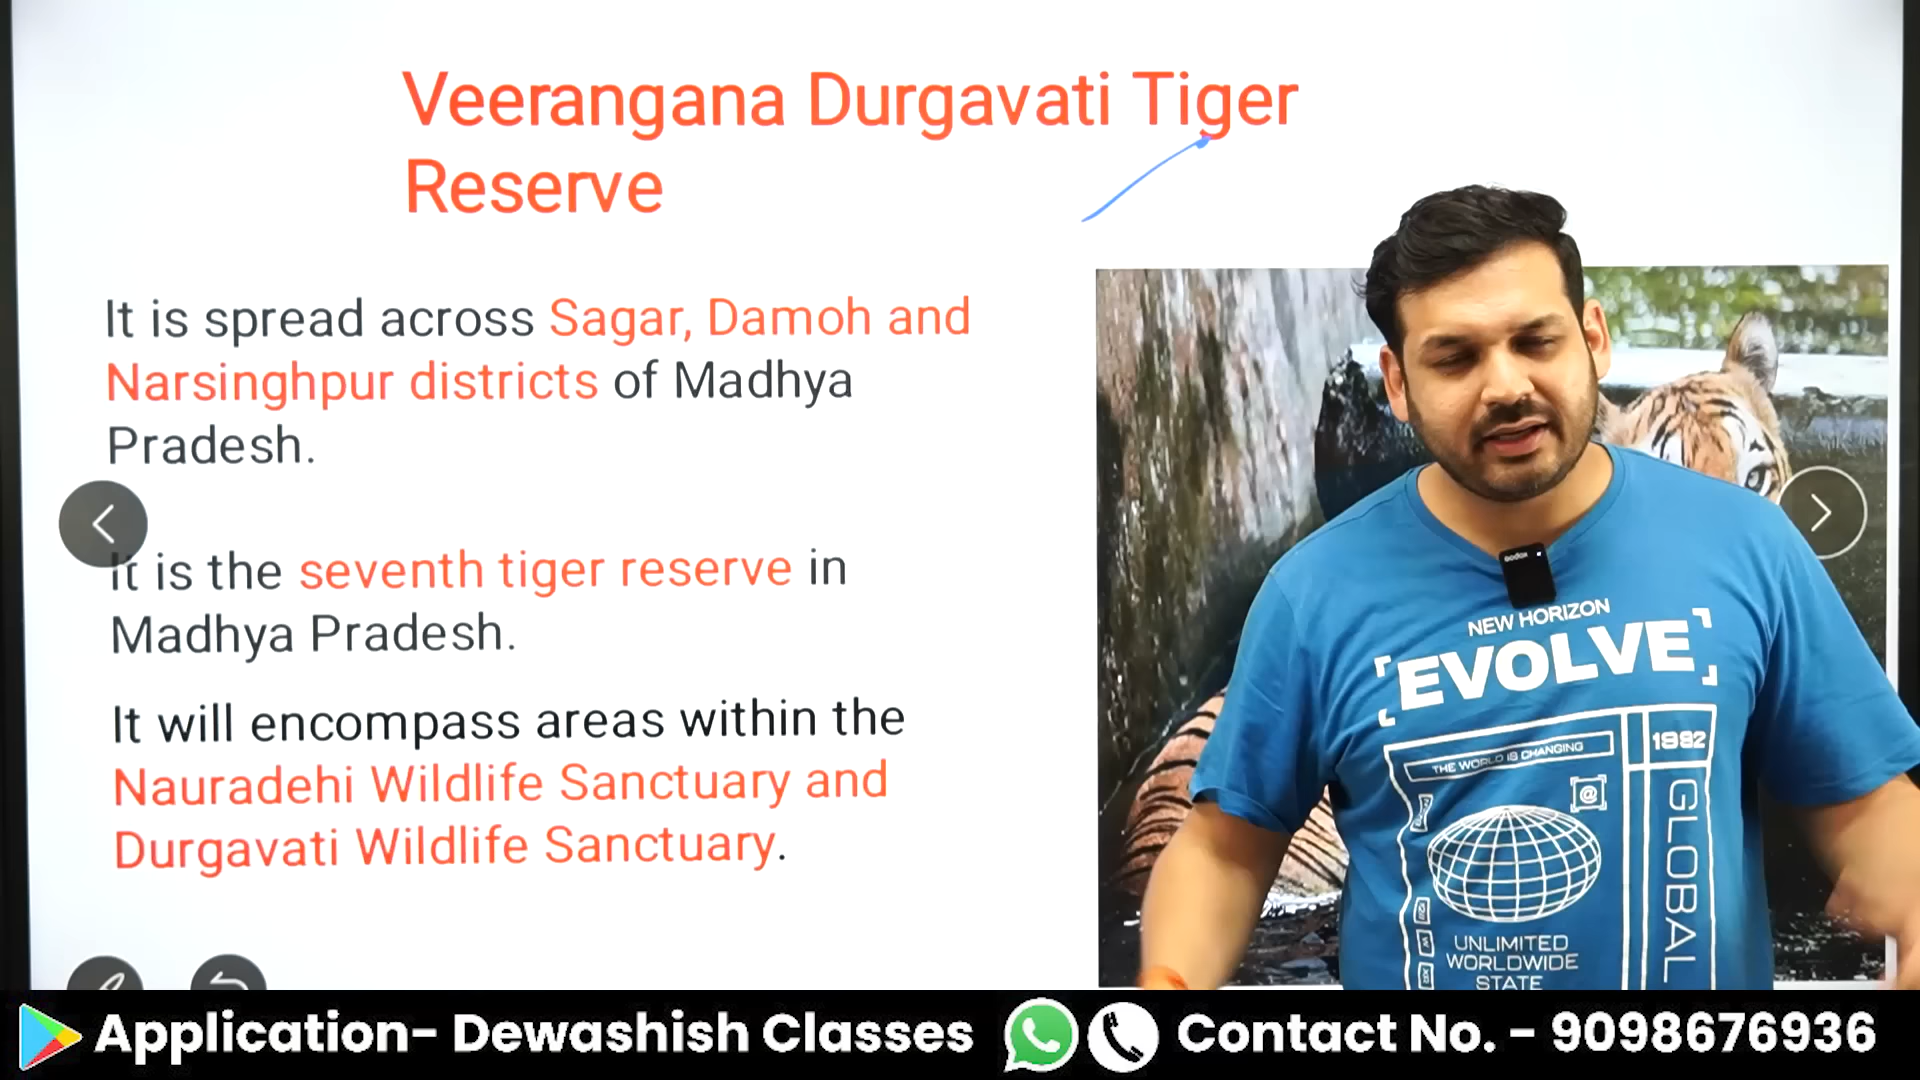 Veerangana Durgavati Tiger
Reserve
It is spread across Sagar, Damoh and
Narsinghpur districts of Madhya
Pradesh.
It is the seventh tiger reserve in
Madhya Pradesh.
It will encompass areas within the
Nauradehi Wildlife Sanctuary and
Durgavati Wildlife Sanctuary.
Godox
NEW HORIZON
EVOLVE
THE WORLD IS CHANGING
1982
@
GLOBAL
UNLIMITED
WORLDWIDE
STATE
Application- Dewashish Classes
Contact No. - 9098676936